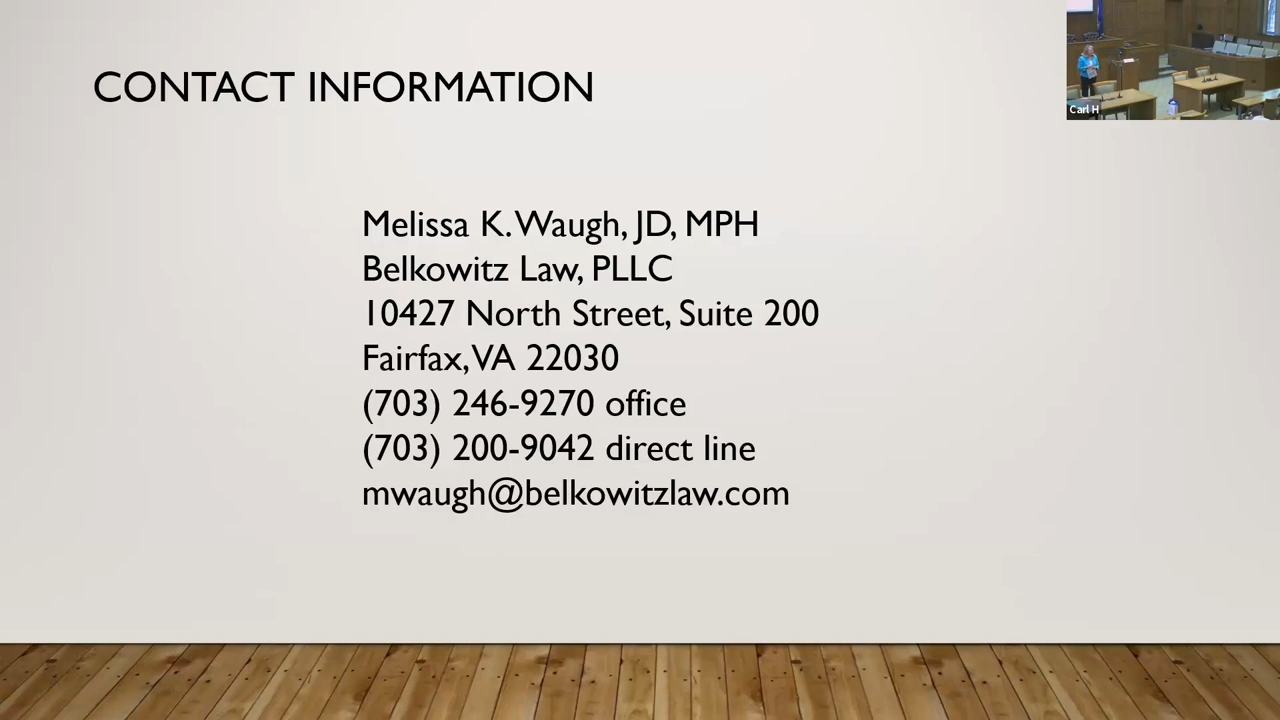 CONTACT INFORMATION
Carl H
Melissa K. Waugh, JD, MPH
Belkowitz Law, PLLC
10427 North Street, Suite 200
Fairfax, VA 22030
(703) 246-9270 office
(703) 200-9042 direct line
mwaugh@belkowitzlaw.com